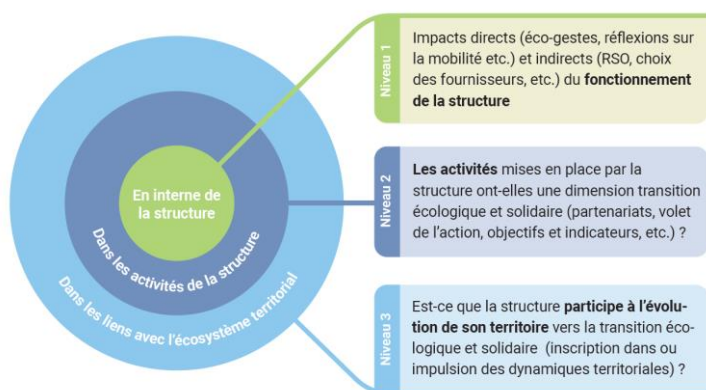 En interne de
la structure
Dans les activités de la structure
Dans les liens avec l'écosystème territorial
Niveau 1
Impacts directs (éco-gestes, réflexions sur
la mobilité etc.) et indirects (RSO, choix
des fournisseurs, etc.) du fonctionnement
de la structure
Niveau 2
Les activités mises en place par la
structure ont-elles une dimension transition
écologique et solidaire (partenariats, volet
de l'action, objectifs et indicateurs, etc.) ?
Niveau 3
Est-ce que la structure participe à l'évolu-
tion de son territoire vers la transition éco-
logique et solidaire (inscription dans ou
impulsion des dynamiques territoriales) ?